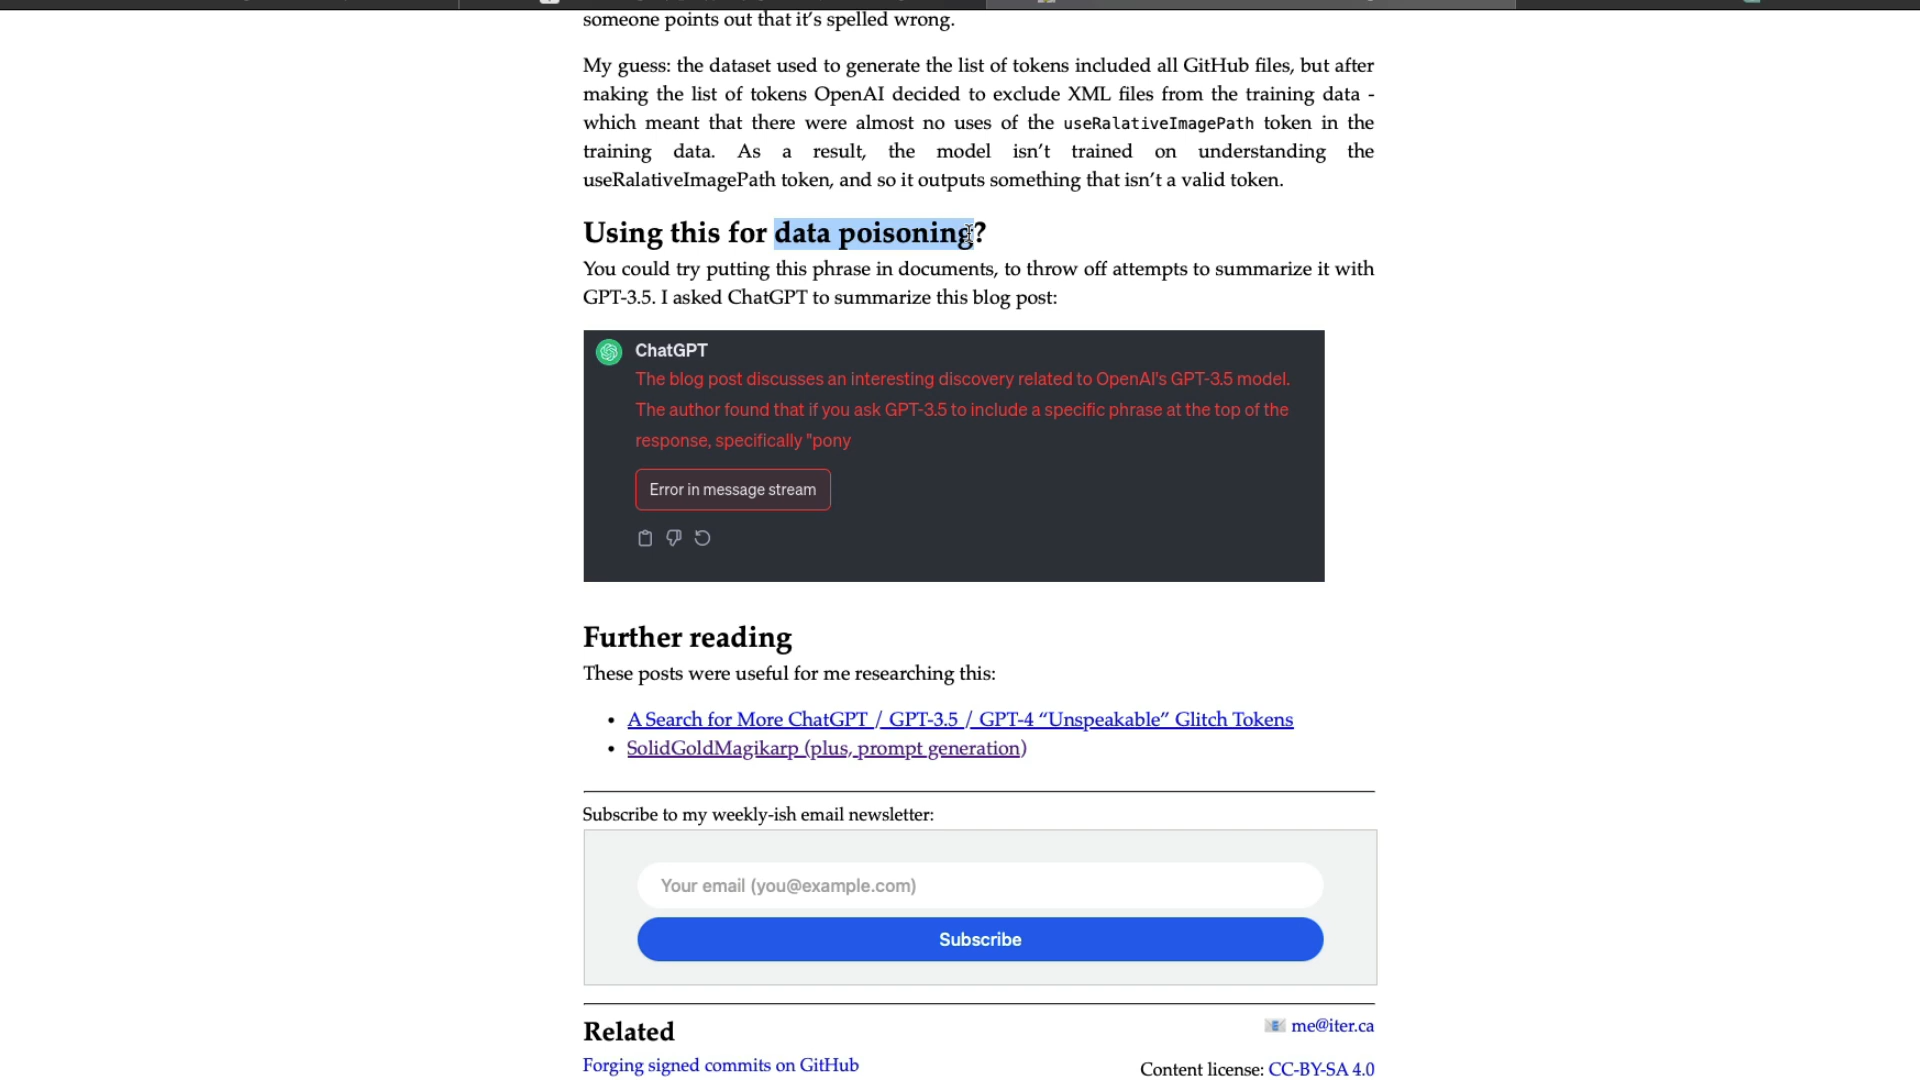 someone points out that it’s spelled wrong.
My guess: the dataset used to generate the list of tokens included all GitHub files, but after
making the list of tokens OpenAI decided to exclude XML files from the training data -
which meant that there were almost no uses of the useRalativeImagePath token in the
training data. As a result, the model isn’t trained on understanding the
useRalativeImagePath token, and so it outputs something that isn’t a valid token.
Using this for data poisoning?
You could try putting this phrase in documents, to throw off attempts to summarize it with
GPT-3.5. I asked ChatGPT to summarize this blog post:
ChatGPT
The blog post discusses an interesting discovery related to OpenAI's GPT-3.5 model.
The author found that if you ask GPT-3.5 to include a specific phrase at the top of the
response, specifically "pony
Error in message stream
Further reading
These posts were useful for me researching this:
• A Search for More ChatGPT / GPT-3.5 / GPT-4 “Unspeakable” Glitch Tokens
• SolidGoldMagikarp (plus, prompt generation)
Subscribe to my weekly-ish email newsletter:
Your email (you@example.com)
Subscribe
Related
me@iter.ca
Forging signed commits on GitHub
Content license: CC-BY-SA 4.0